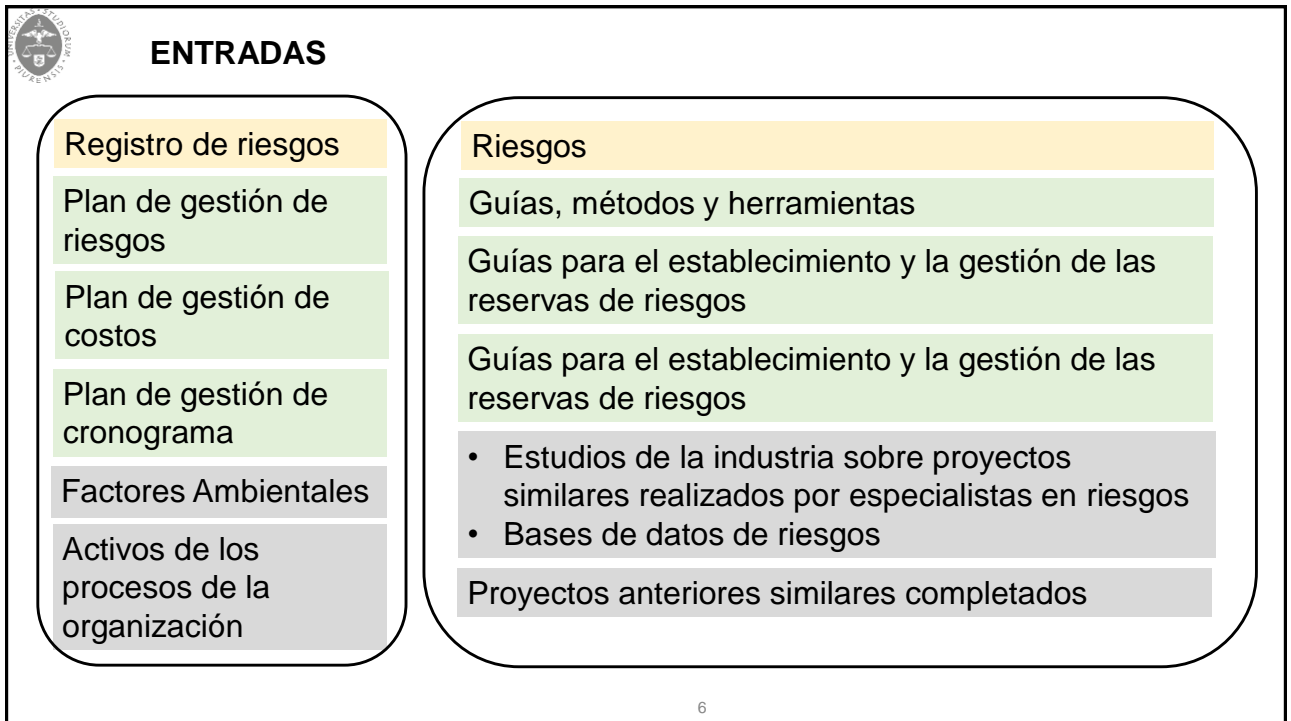 UNIVERSITAS STUDIORUM PIURENSIS
ENTRADAS
Registro de riesgos
Plan de gestión de
riesgos
Plan de gestión de
costos
Plan de gestión de
cronograma
Factores Ambientales
Activos de los
procesos de la
organización
Riesgos
Guías, métodos y herramientas
Guías para el establecimiento y la gestión de las
reservas de riesgos
Guías para el establecimiento y la gestión de las
reservas de riesgos
• Estudios de la industria sobre proyectos
similares realizados por especialistas en riesgos
• Bases de datos de riesgos
Proyectos anteriores similares completados
6